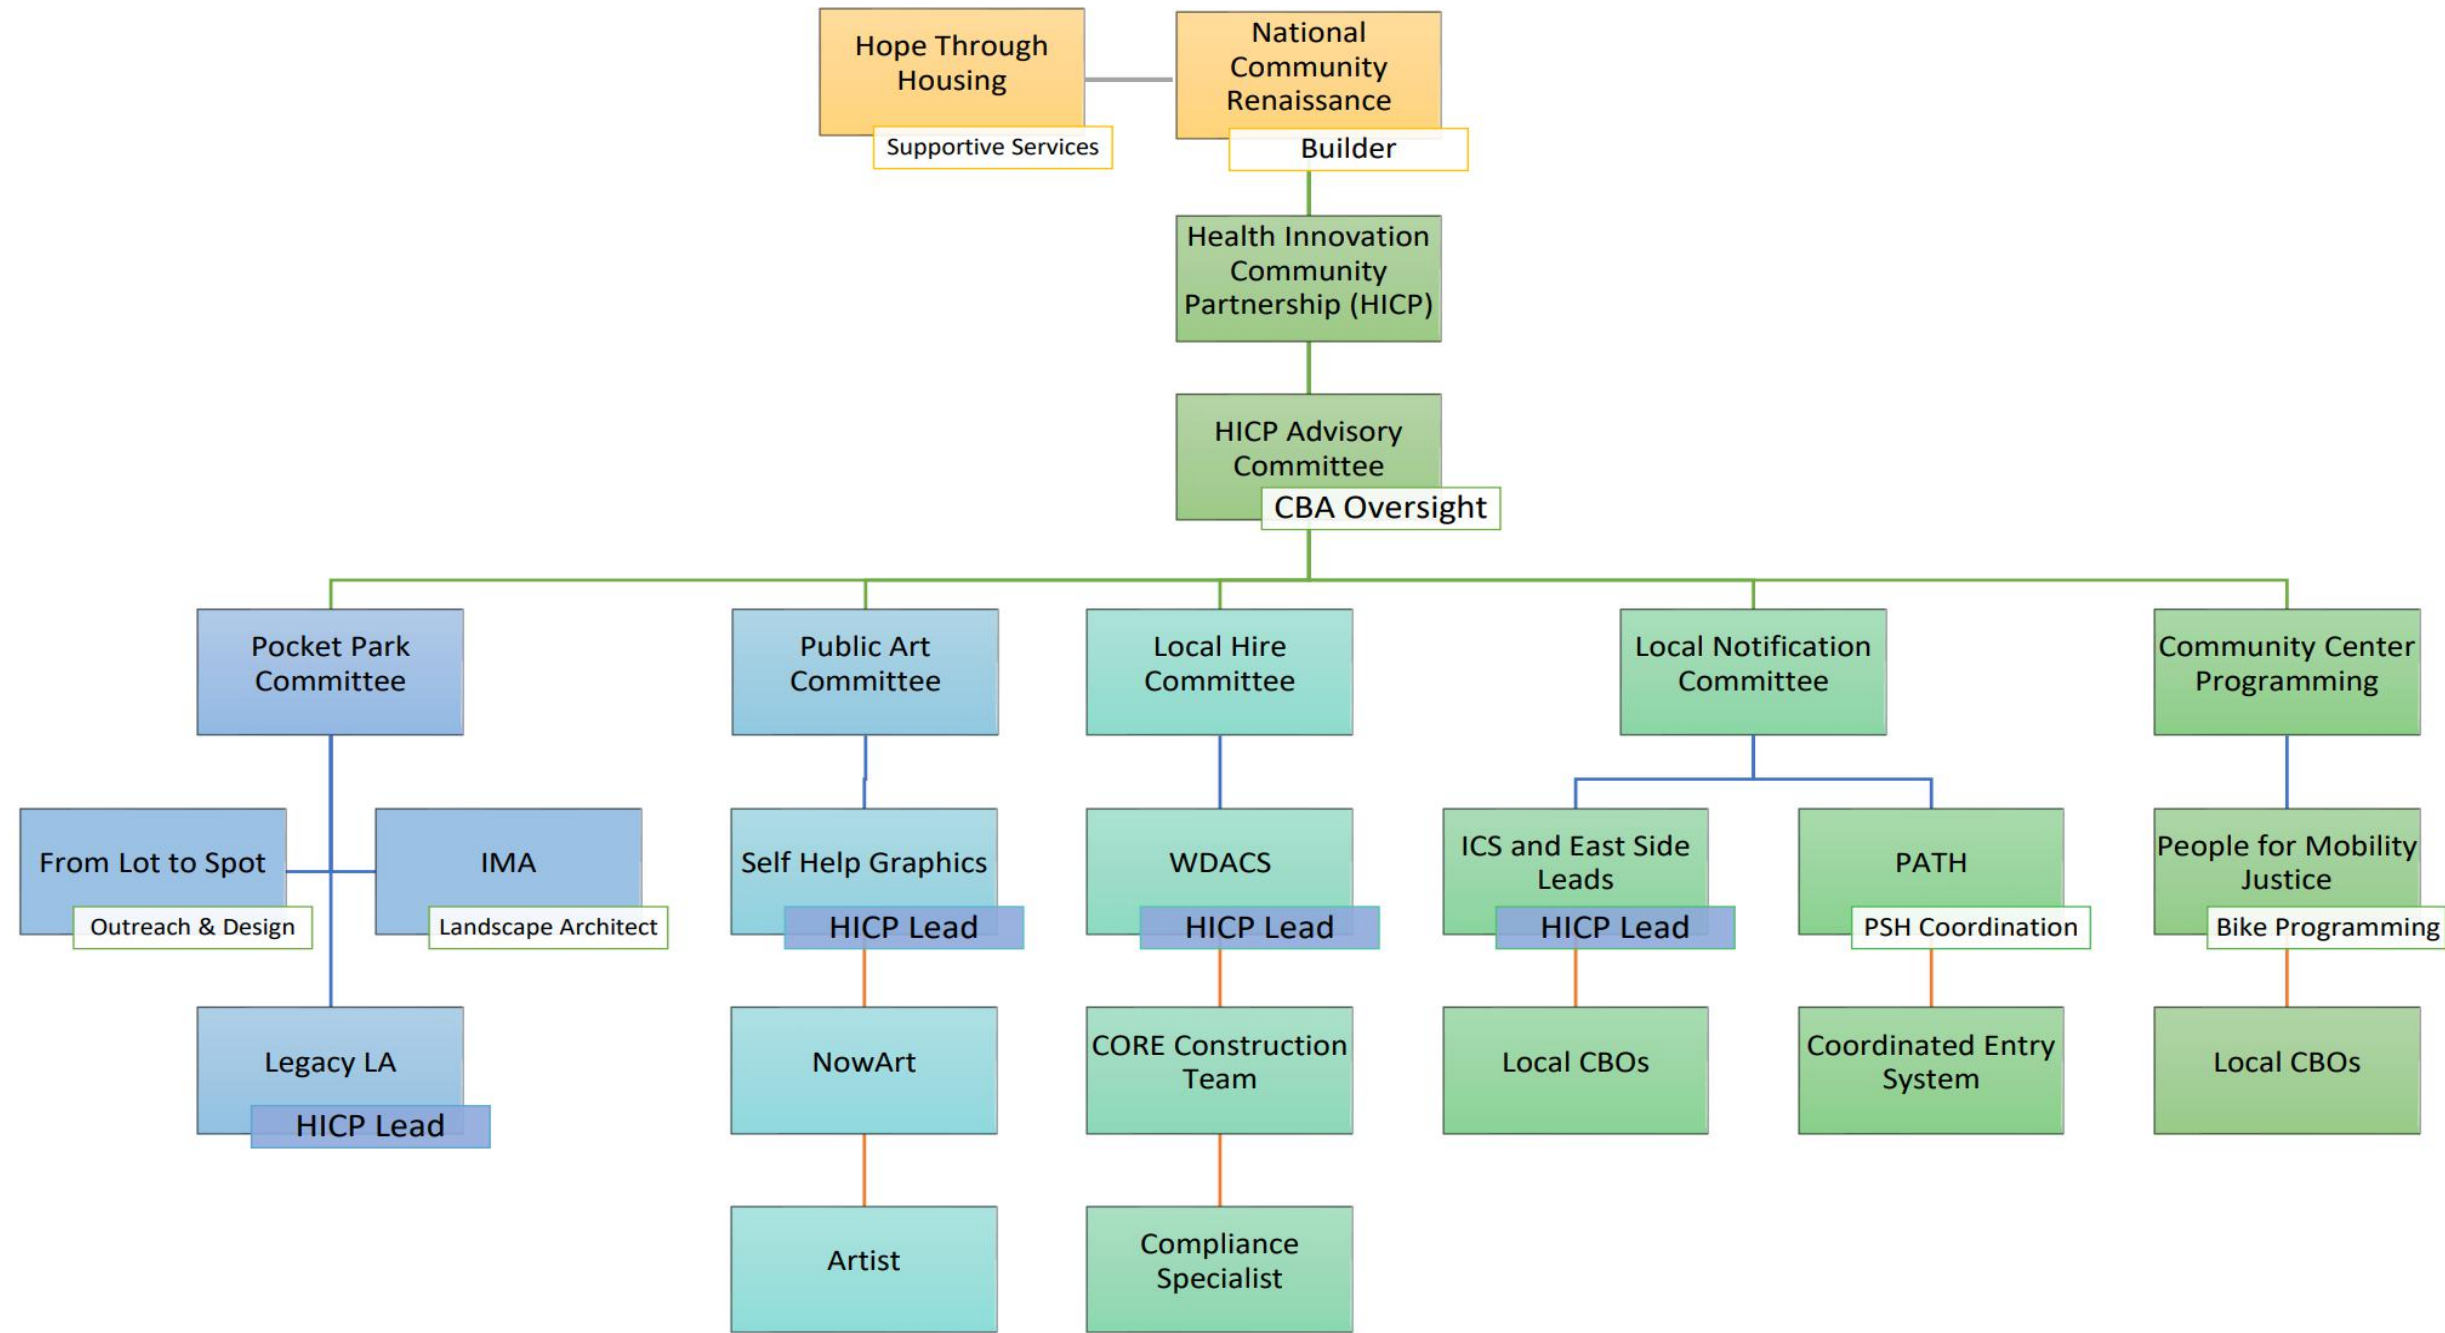 Hope Through
Housing
Supportive Services
National
Community
Renaissance
Builder
Health Innovation
Community
Partnership (HICP)
HICP Advisory
Committee
CBA Oversight
Pocket Park
Committee
Public Art
Committee
Local Hire
Committee
Local Notification
Committee
Community Center
Programming
From Lot to Spot
Outreach & Design
IMA
Landscape Architect
Self Help Graphics
HICP Lead
WDACS
HICP Lead
ICS and East Side
Leads
HICP Lead
PATH
PSH Coordination
People for Mobility
Justice
Bike Programming
Legacy LA
HICP Lead
NowArt
CORE Construction
Team
Local CBOs
Coordinated Entry
System
Local CBOs
Artist
Compliance
Specialist